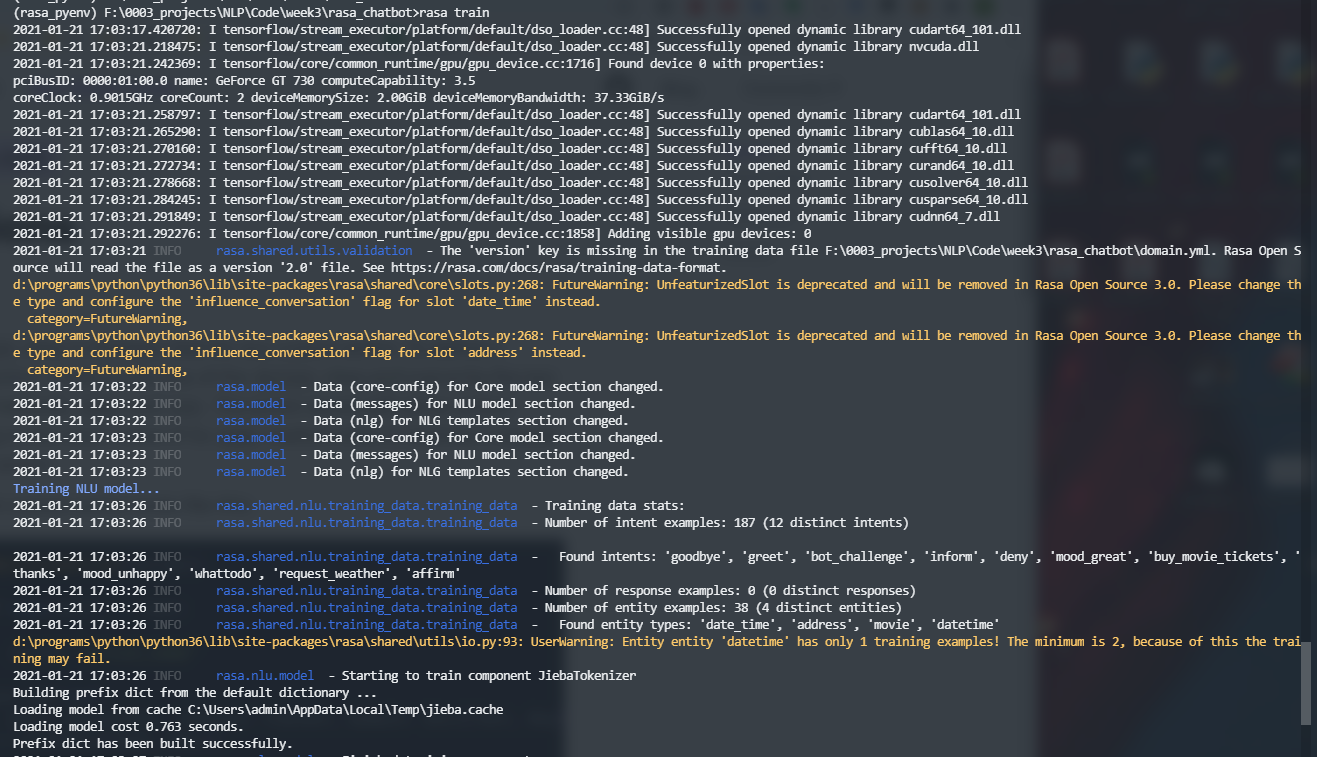 (rasa_pyenv) F:\0003_projects\NLP\Code\week3\rasa_chatbot>rasa train
2021-01-21 17:03:17.420720: I tensorflow/stream_executor/platform/default/dso_loader.cc:48] Successfully opened dynamic library cudart64_101.dll
2021-01-21 17:03:21.218475: I tensorflow/stream_executor/platform/default/dso_loader.cc:48] Successfully opened dynamic library nvcuda.dll
2021-01-21 17:03:21.242369: I tensorflow/core/common_runtime/gpu/gpu_device.cc:1716] Found device 0 with properties:
pciBusID: 0000:01:00.0 name: GeForce GT 730 computeCapability: 3.5
coreClock: 0.9015GHz coreCount: 2 deviceMemorySize: 2.00GiB deviceMemoryBandwidth: 37.33GiB/s
2021-01-21 17:03:21.258797: I tensorflow/stream_executor/platform/default/dso_loader.cc:48] Successfully opened dynamic library cudart64_101.dll
2021-01-21 17:03:21.265290: I tensorflow/stream_executor/platform/default/dso_loader.cc:48] Successfully opened dynamic library cublas64_10.dll
2021-01-21 17:03:21.270160: I tensorflow/stream_executor/platform/default/dso_loader.cc:48] Successfully opened dynamic library cufft64_10.dll
2021-01-21 17:03:21.272734: I tensorflow/stream_executor/platform/default/dso_loader.cc:48] Successfully opened dynamic library curand64_10.dll
2021-01-21 17:03:21.278668: I tensorflow/stream_executor/platform/default/dso_loader.cc:48] Successfully opened dynamic library cusolver64_10.dll
2021-01-21 17:03:21.284245: I tensorflow/stream_executor/platform/default/dso_loader.cc:48] Successfully opened dynamic library cusparse64_10.dll
2021-01-21 17:03:21.291849: I tensorflow/stream_executor/platform/default/dso_loader.cc:48] Successfully opened dynamic library cudnn64_7.dll
2021-01-21 17:03:21.292276: I tensorflow/core/common_runtime/gpu/gpu_device.cc:1858] Adding visible gpu devices: 0
2021-01-21 17:03:21 INFO     rasa.shared.utils.validation  - The 'version' key is missing in the training data file F:\0003_projects\NLP\Code\week3\rasa_chatbot\domain.yml. Rasa Open S
ource will read the file as a version '2.0' file. See https://rasa.com/docs/rasa/training-data-format.
d:\programs\python\python36\lib\site-packages\rasa\shared\core\slots.py:268: FutureWarning: UnfeaturizedSlot is deprecated and will be removed in Rasa Open Source 3.0. Please change th
e type and configure the 'influence_conversation' flag for slot 'date_time' instead.
  category=FutureWarning,
d:\programs\python\python36\lib\site-packages\rasa\shared\core\slots.py:268: FutureWarning: UnfeaturizedSlot is deprecated and will be removed in Rasa Open Source 3.0. Please change th
e type and configure the 'influence_conversation' flag for slot 'address' instead.
  category=FutureWarning,
2021-01-21 17:03:22 INFO     rasa.model  - Data (core-config) for Core model section changed.
2021-01-21 17:03:22 INFO     rasa.model  - Data (messages) for NLU model section changed.
2021-01-21 17:03:22 INFO     rasa.model  - Data (nlg) for NLG templates section changed.
2021-01-21 17:03:23 INFO     rasa.model  - Data (core-config) for Core model section changed.
2021-01-21 17:03:23 INFO     rasa.model  - Data (messages) for NLU model section changed.
2021-01-21 17:03:23 INFO     rasa.model  - Data (nlg) for NLG templates section changed.
Training NLU model...
2021-01-21 17:03:26 INFO     rasa.shared.nlu.training_data.training_data  - Training data stats:
2021-01-21 17:03:26 INFO     rasa.shared.nlu.training_data.training_data  - Number of intent examples: 187 (12 distinct intents)
2021-01-21 17:03:26 INFO     rasa.shared.nlu.training_data.training_data  -   Found intents: 'goodbye', 'greet', 'bot_challenge', 'inform', 'deny', 'mood_great', 'buy_movie_tickets', '
thanks', 'mood_unhappy', 'whattodo', 'request_weather', 'affirm'
2021-01-21 17:03:26 INFO     rasa.shared.nlu.training_data.training_data  - Number of response examples: 0 (0 distinct responses)
2021-01-21 17:03:26 INFO     rasa.shared.nlu.training_data.training_data  - Number of entity examples: 38 (4 distinct entities)
2021-01-21 17:03:26 INFO     rasa.shared.nlu.training_data.training_data  -   Found entity types: 'date_time', 'address', 'movie', 'datetime'
d:\programs\python\python36\lib\site-packages\rasa\shared\utils\io.py:93: UserWarning: Entity entity 'datetime' has only 1 training examples! The minimum is 2, because of this the trai
ning may fail.
2021-01-21 17:03:26 INFO     rasa.nlu.model  - Starting to train component JiebaTokenizer
Building prefix dict from the default dictionary ...
Loading model from cache C:\Users\admin\AppData\Local\Temp\jieba.cache
Loading model cost 0.763 seconds.
Prefix dict has been built successfully.